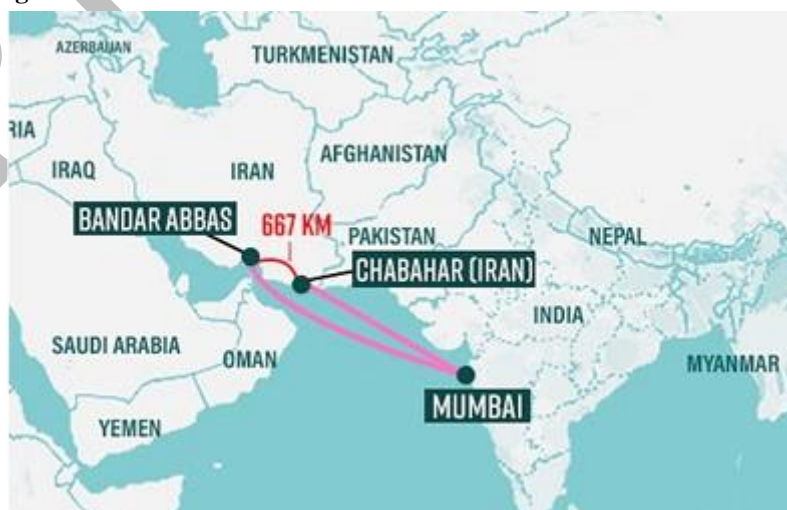 AZERBAIJAN
TURKMENISTAN
RIA
IRAQ
IRAN
AFGHANISTAN
BANDAR ABBAS
667 KM
PAKISTAN
NEPAL
CHABAHAR (IRAN)
INDIA
SAUDI ARABIA
OMAN
MYANMAR
MUMBAI
YEMEN